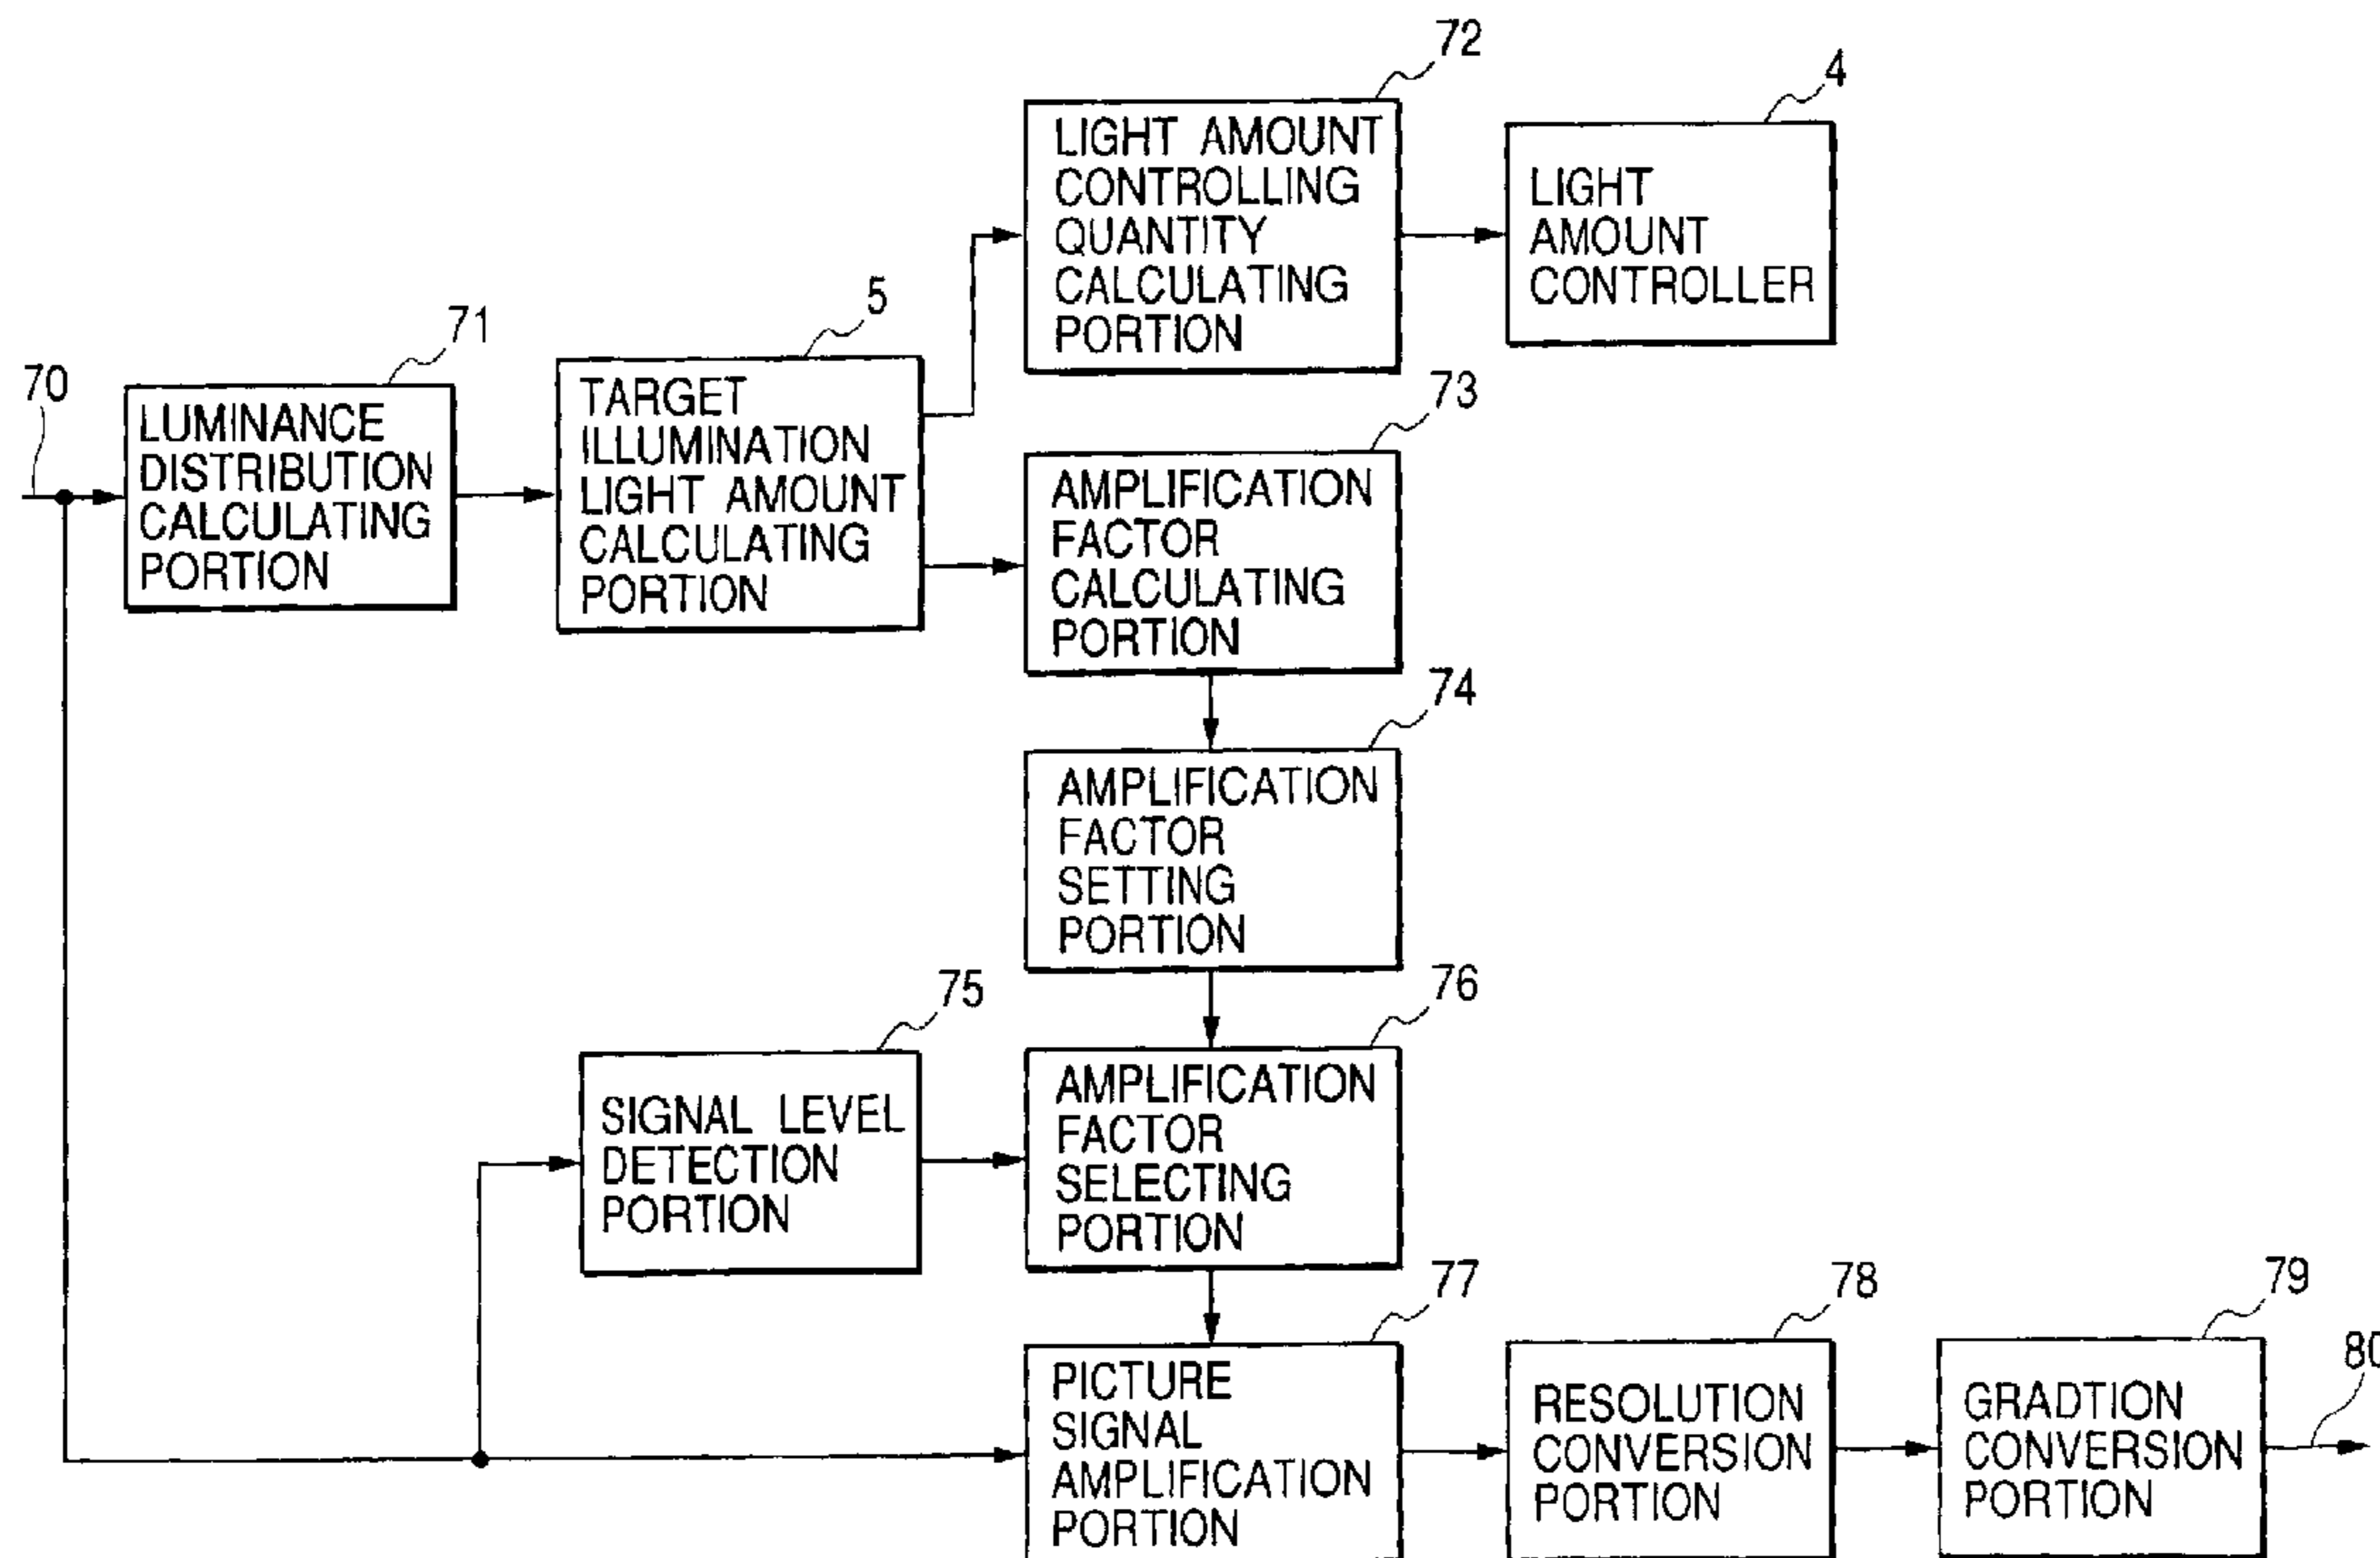 72
LIGHT AMOUNT
CONTROLLING
QUANTITY
CALCULATING
PORTION
4
LIGHT
AMOUNT
CONTROLLER
70
71
LUMINANCE
DISTRIBUTION
CALCULATING
PORTION
5
TARGET
ILLUMINATION
LIGHT AMOUNT
CALCULATING
PORTION
73
AMPLIFICATION
FACTOR
CALCULATING
PORTION
74
AMPLIFICATION
FACTOR
SETTING
PORTION
75
SIGNAL LEVEL
DETECTION
PORTION
76
AMPLIFICATION
FACTOR
SELECTING
PORTION
77
PICTURE
SIGNAL
AMPLIFICATION
PORTION
78
RESOLUTION
CONVERSION
PORTION
79
GRADTION
CONVERSION
PORTION
80